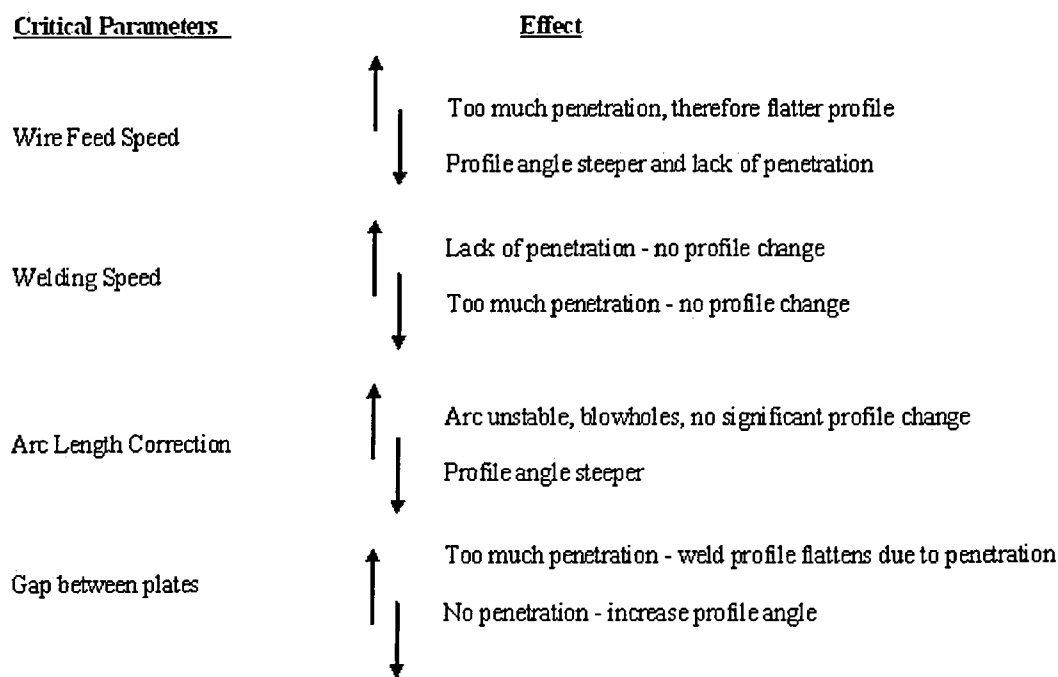 Critical Parameters Effect
Too much penetration, therefore flatter profile
Wire Feed Speed
Profile angle steeper and lack of penetration
Lack of penetration - no profile change
Welding Speed
Too much penetration - no profile change
Arc unstable, blowholes, no significant profile change
Arc Length Correction
Profile angle steeper
Too much penetration - weld profile flattens due to penetration
Gap between plates
No penetration - increase profile angle